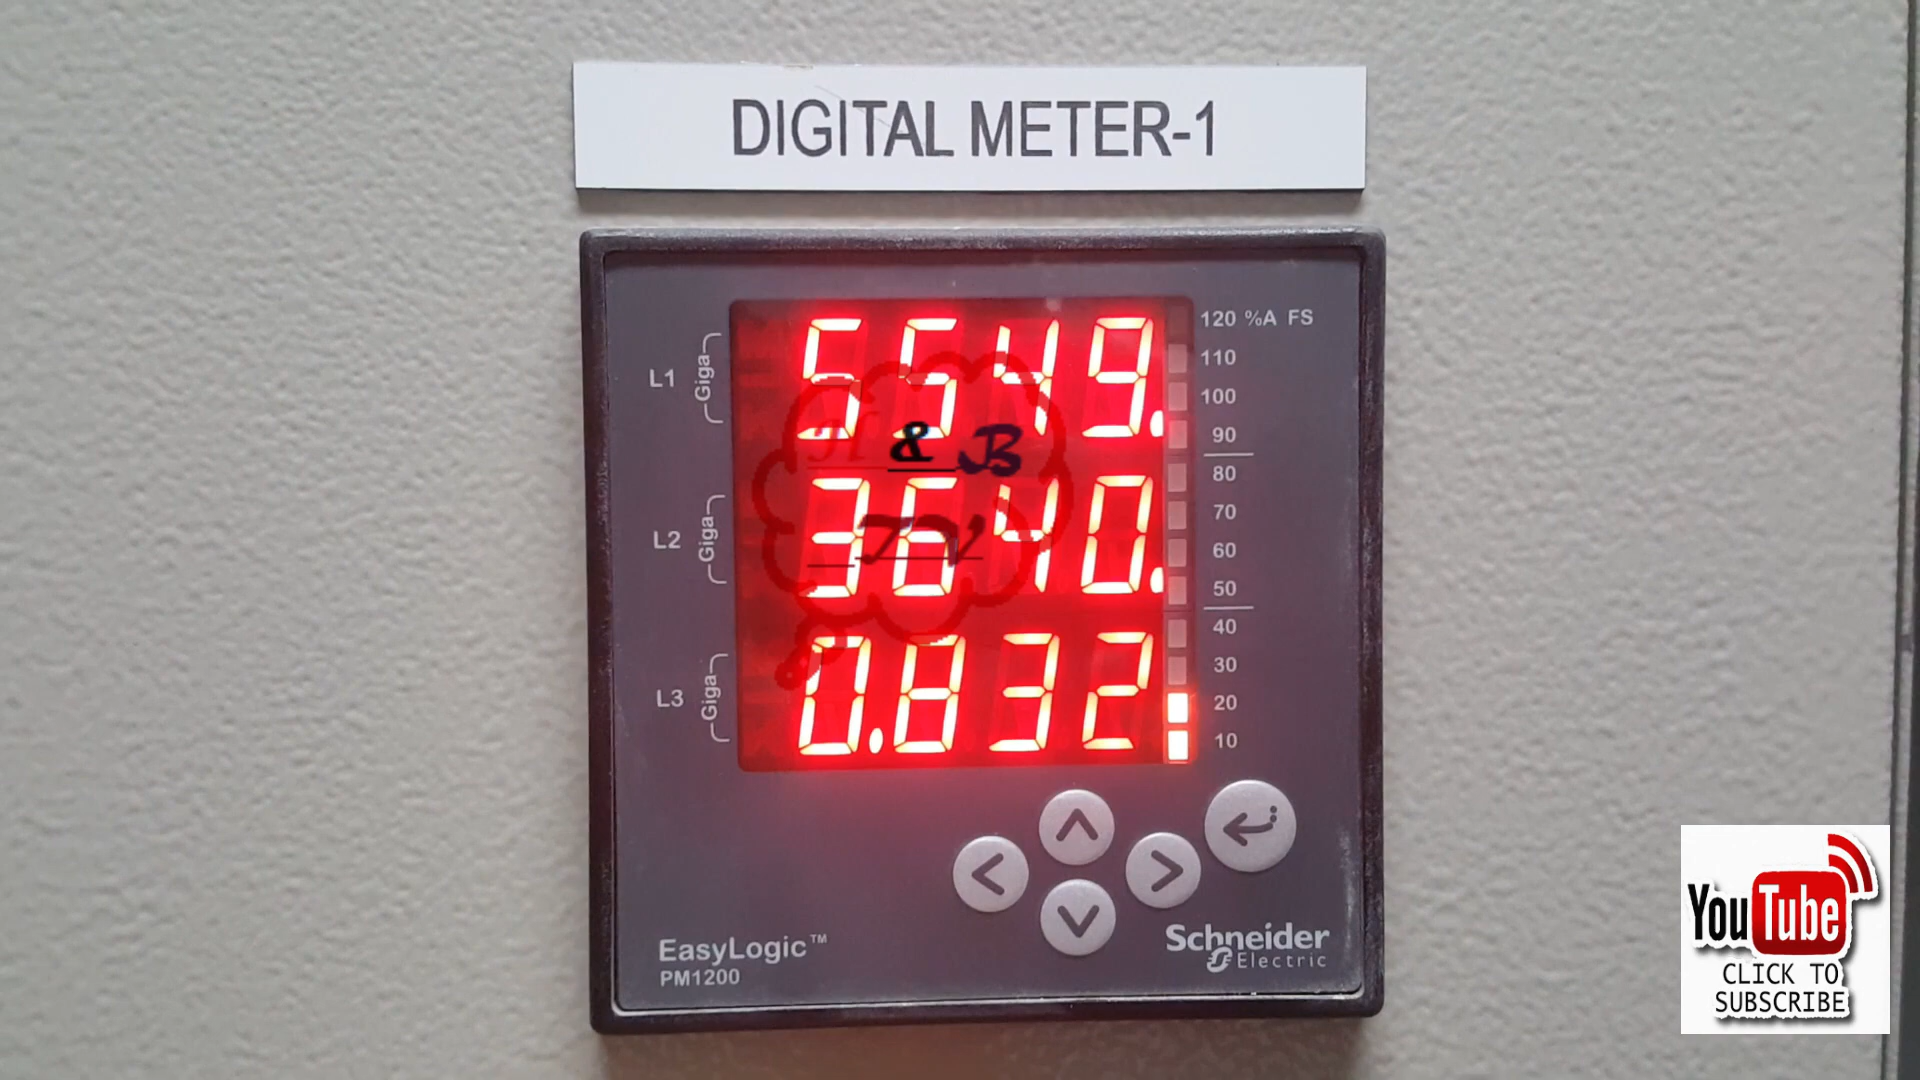 DIGITAL METER-1
120 %A FS
L1 Giga 5549. 110
100
90
H & B
80
L2 Giga 3640. 70
TV
60
50
40
30
L3 Giga 0.832 20
10
EasyLogic™
PM1200
Schneider
Electric
YouTube
CLICK TO
SUBSCRIBE